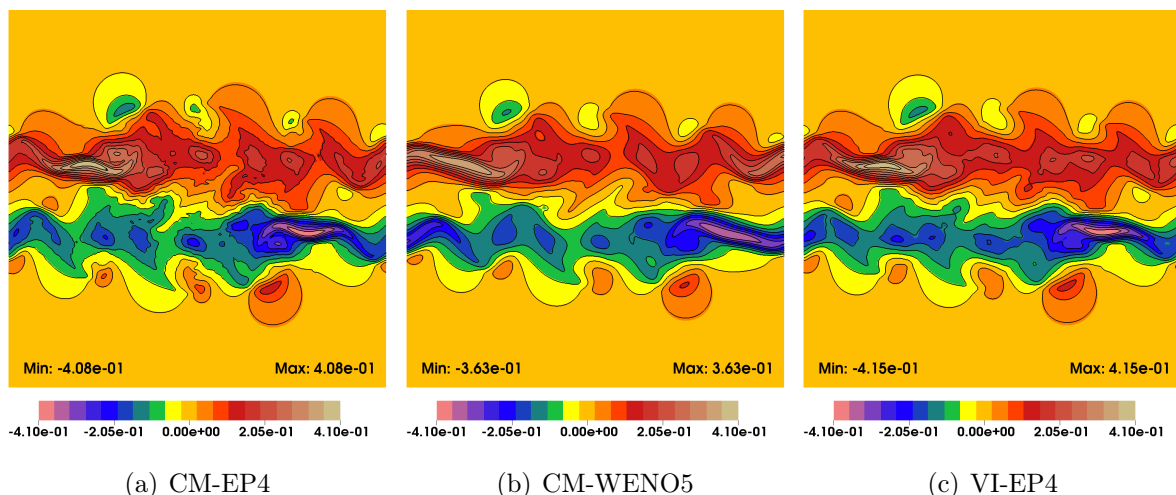 Min: -4.08e-01 Max: 4.08e-01
-4.10e-01 -2.05e-01 0.00e+00 2.05e-01 4.10e-01
(a) CM-EP4
Min: -3.63e-01 Max: 3.63e-01
-4.10e-01 -2.05e-01 0.00e+00 2.05e-01 4.10e-01
(b) CM-WENO5
Min: -4.15e-01 Max: 4.15e-01
-4.10e-01 -2.05e-01 0.00e+00 2.05e-01 4.10e-01
(c) VI-EP4